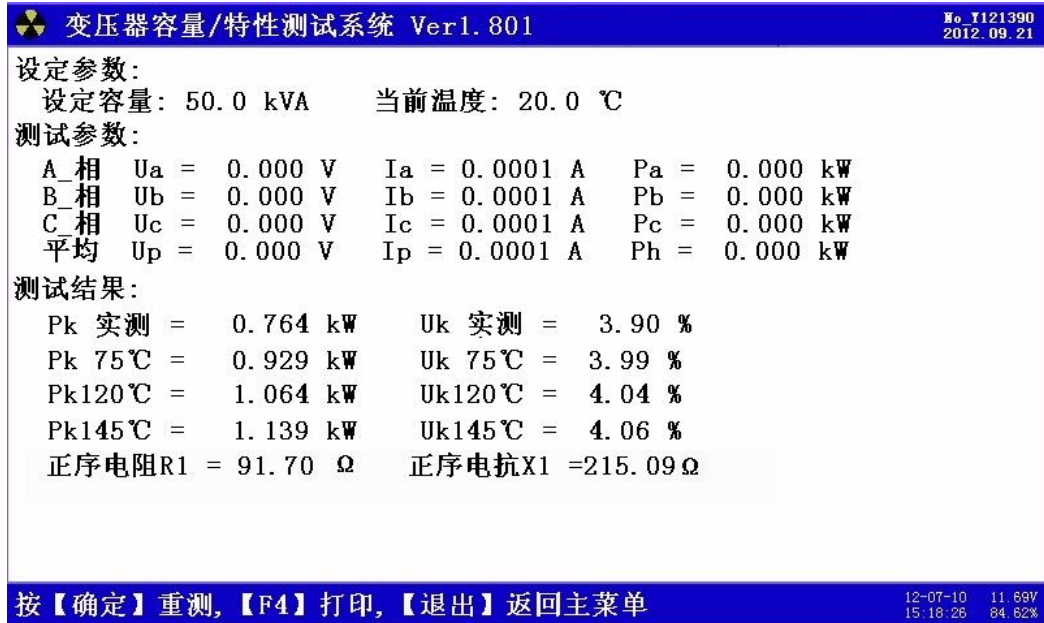 变压器容量/特性测试系统 Ver1.801
No_Y121390
2012.09.21
设定参数:
设定容量: 50.0 kVA 当前温度: 20.0 ℃
测试参数:
A_相 Ua = 0.000 V Ia = 0.0001 A Pa = 0.000 kW
B_相 Ub = 0.000 V Ib = 0.0001 A Pb = 0.000 kW
C_相 Uc = 0.000 V Ic = 0.0001 A Pc = 0.000 kW
平均 Up = 0.000 V Ip = 0.0001 A Ph = 0.000 kW
测试结果:
Pk 实测 = 0.764 kW Uk 实测 = 3.90 %
Pk 75℃ = 0.929 kW Uk 75℃ = 3.99 %
Pk120℃ = 1.064 kW Uk120℃ = 4.04 %
Pk145℃ = 1.139 kW Uk145℃ = 4.06 %
正序电阻R1 = 91.70 Ω 正序电抗X1 =215.09Ω
按【确定】重测,【F4】打印,【退出】返回主菜单
12-07-10 11.69V
15:18:26 84.62%